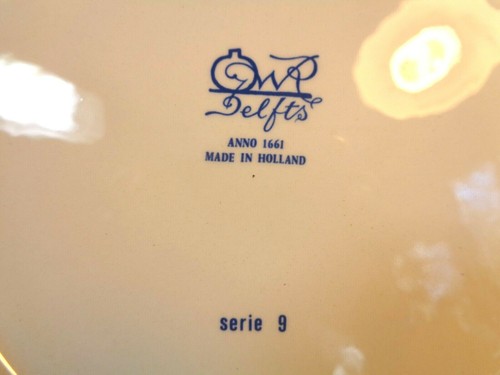 Delfts
ANNO 1661
MADE IN HOLLAND
serie 9